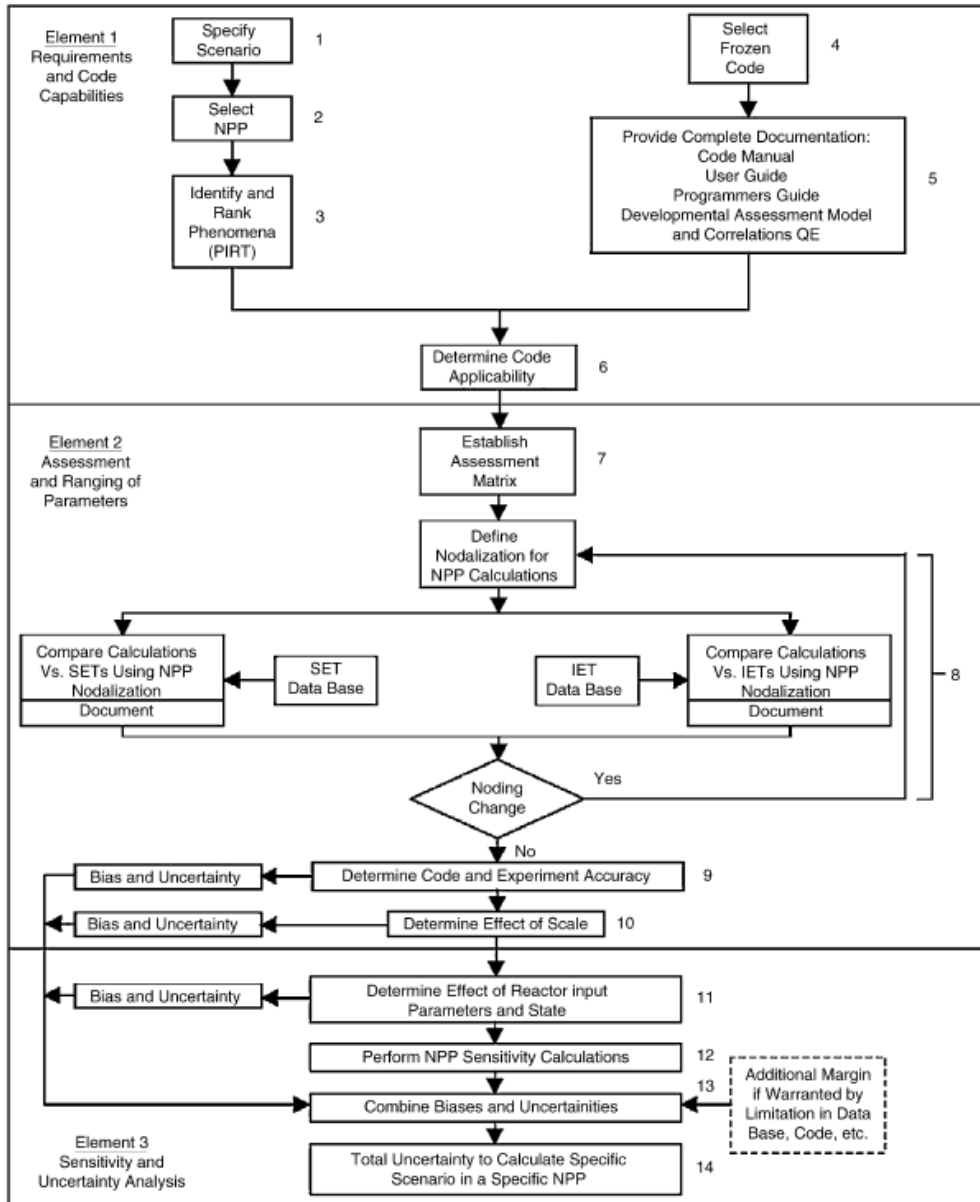 Element 1
Requirements
and Code
Capabilities
Specify
Scenario
1
Select
NPP
2
Identify and
Rank
Phenomena
(PIRT)
3
Select
Frozen
Code
4
Provide Complete Documentation:
Code Manual
User Guide
Programmers Guide
Developmental Assessment Model
and Correlations QE
5
Determine Code
Applicability
6
Element 2
Assessment
and Ranging of
Parameters
Establish
Assessment
Matrix
7
Define
Nodalization for
NPP Calculations
Compare Calculations
Vs. SETs Using NPP
Nodalization
Document
SET
Data Base
IET
Data Base
Compare Calculations
Vs. IETs Using NPP
Nodalization
Document
8
Noding
Change
Yes
No
Bias and Uncertainty
Determine Code and Experiment Accuracy
9
Bias and Uncertainty
Determine Effect of Scale
10
Bias and Uncertainty
Determine Effect of Reactor input
Parameters and State
11
Perform NPP Sensitivity Calculations
12
13
Combine Biases and Uncertainities
Additional Margin
if Warranted by
Limitation in Data
Base, Code, etc.
Element 3
Sensitivity and
Uncertainty Analysis
Total Uncertainty to Calculate Specific
Scenario in a Specific NPP
14